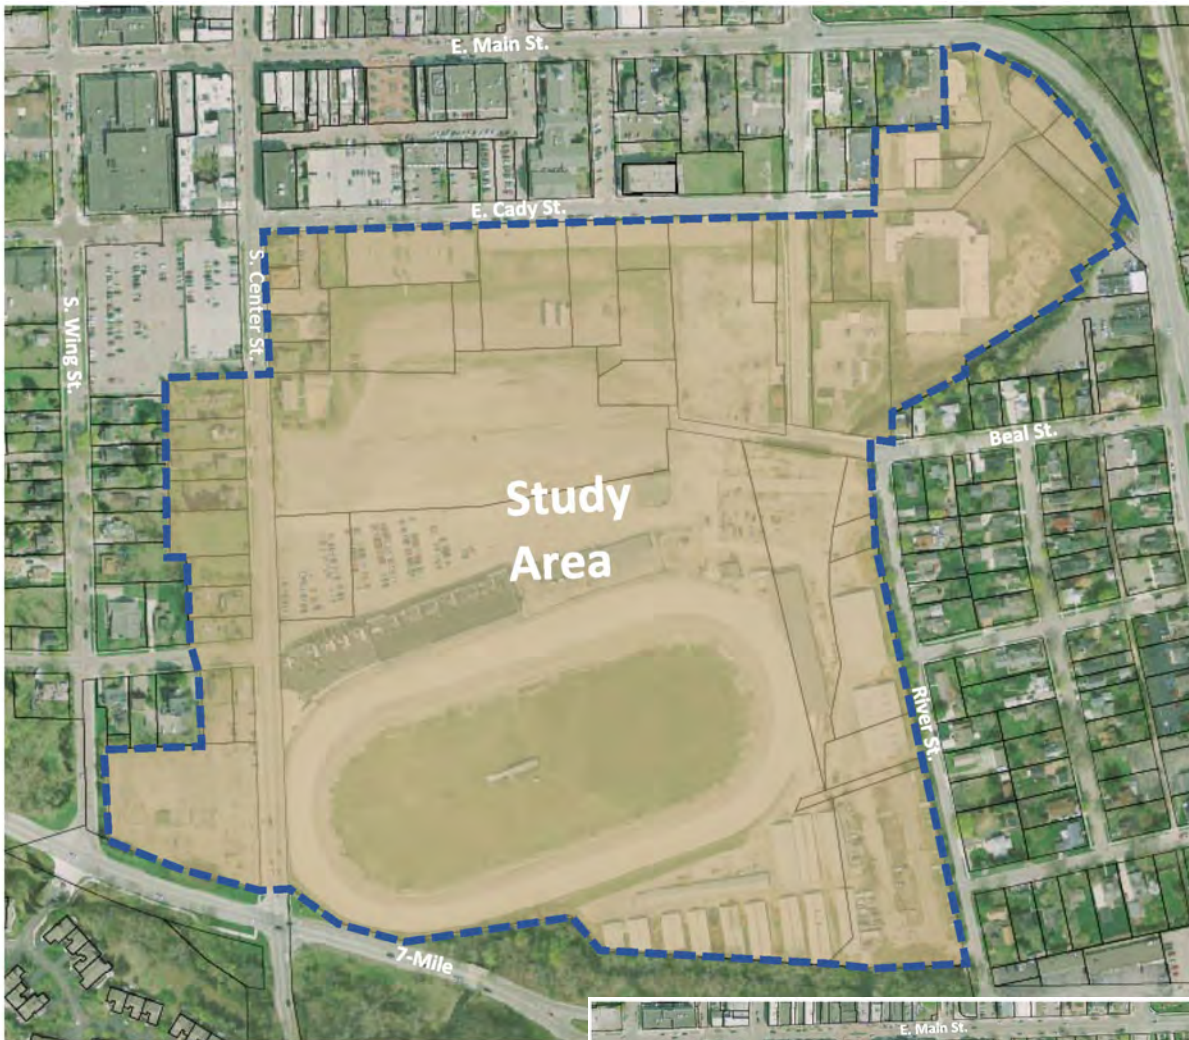 E. Main St.
E. Cady St.
S. Center St.
S. Wing St.
Beal St.
Study
Area
River St.
7-Mile
E. Main St.